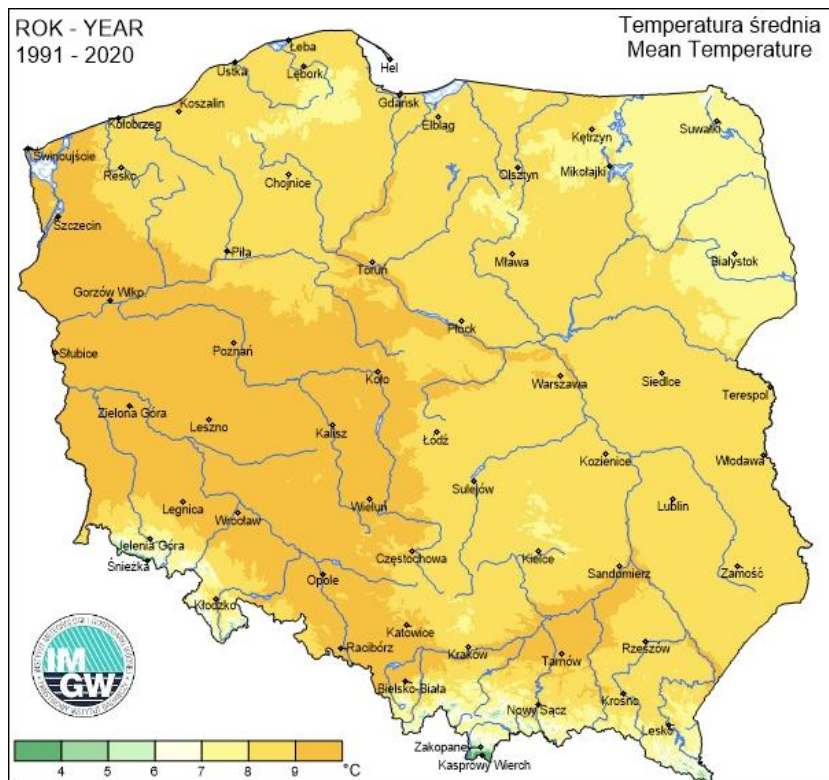 ROK - YEAR
1991 - 2020
Temperatura średnia
Mean Temperature
Łeba
Ustka
Lębork
Hel
Gdańsk
Koszalin
Kołobrzeg
Elbląg
Kętrzyn
Suwałki
Świnoujście
Resko
Chojnice
Olsztyn
Mikołajki
Szczecin
Piła
Toruń
Mława
Białystok
Gorzów Wlkp.
Płock
Słubice
Poznań
Koło
Warszawa
Siedlce
Terespol
Zielona Góra
Leszno
Kalisz
Łódź
Kozienice
Włodawa
Sulejów
Legnica
Wrocław
Wieluń
Lublin
Jelenia Góra
Śnieżka
Częstochowa
Kielce
Sandomierz
Zamość
Opole
Kłodzko
Katowice
Racibórz
Kraków
Tarnów
Rzeszów
Bielsko-Biała
Nowy Sącz
Krosno
Lesko
Zakopane
Kasprowy Wierch
IM
GW
4 5 6 7 8 9 °C